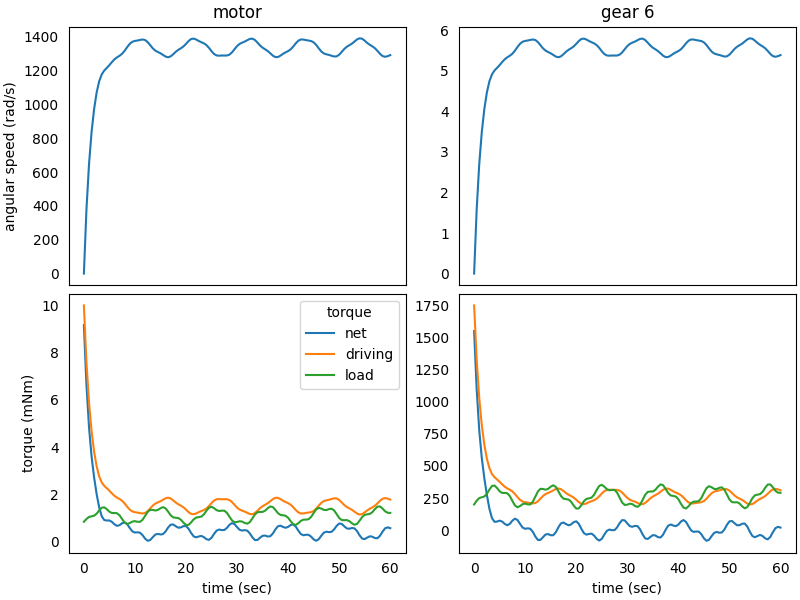 motor
gear 6
angular speed (rad/s)
1400
1200
1000
800
600
400
200
0
6
5
4
3
2
1
0
torque (mNm)
10
8
6
4
2
0
torque
net
driving
load
1750
1500
1250
1000
750
500
250
0
0 10 20 30 40 50 60
time (sec)
0 10 20 30 40 50 60
time (sec)